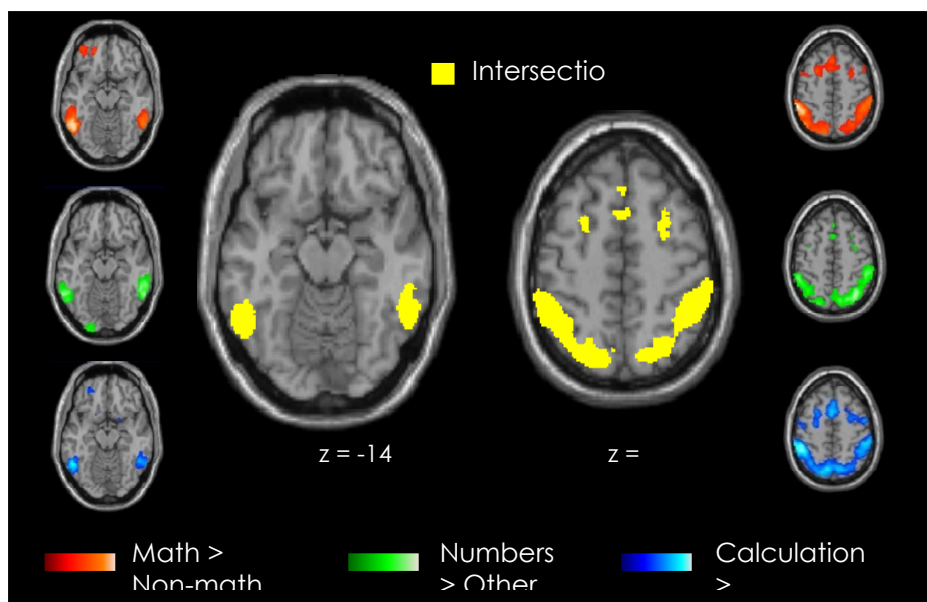 Intersectio
z = -14
z =
Math >
Non-math
Numbers
> Other
Calculation
>